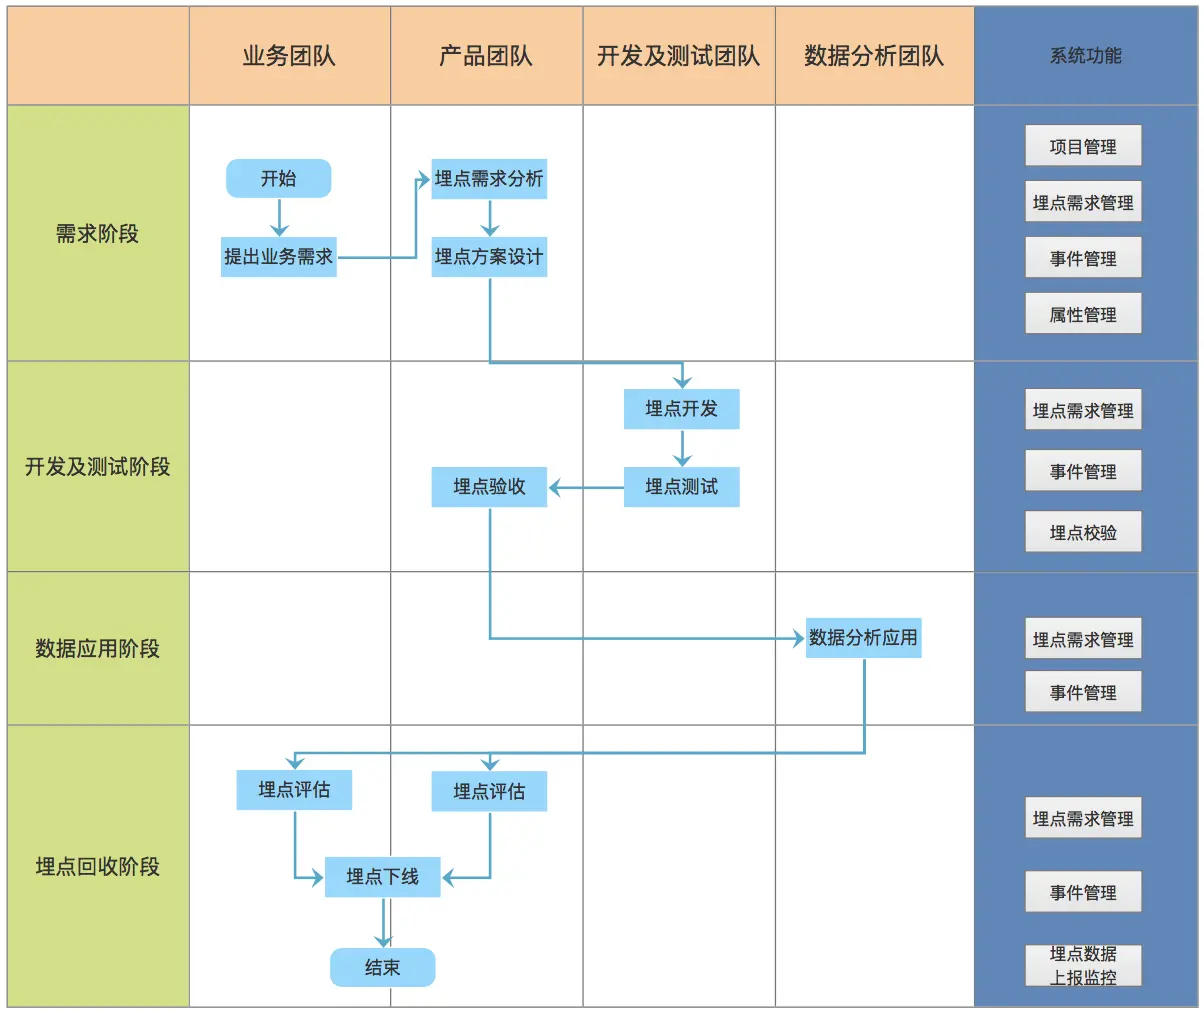 业务团队
产品团队
开发及测试团队
数据分析团队
系统功能
需求阶段
开始
提出业务需求
埋点需求分析
埋点方案设计
项目管理
埋点需求管理
事件管理
属性管理
开发及测试阶段
埋点开发
埋点验收
埋点测试
埋点需求管理
事件管理
埋点校验
数据应用阶段
数据分析应用
埋点需求管理
事件管理
埋点回收阶段
埋点评估
埋点评估
埋点下线
结束
埋点需求管理
事件管理
埋点数据
上报监控